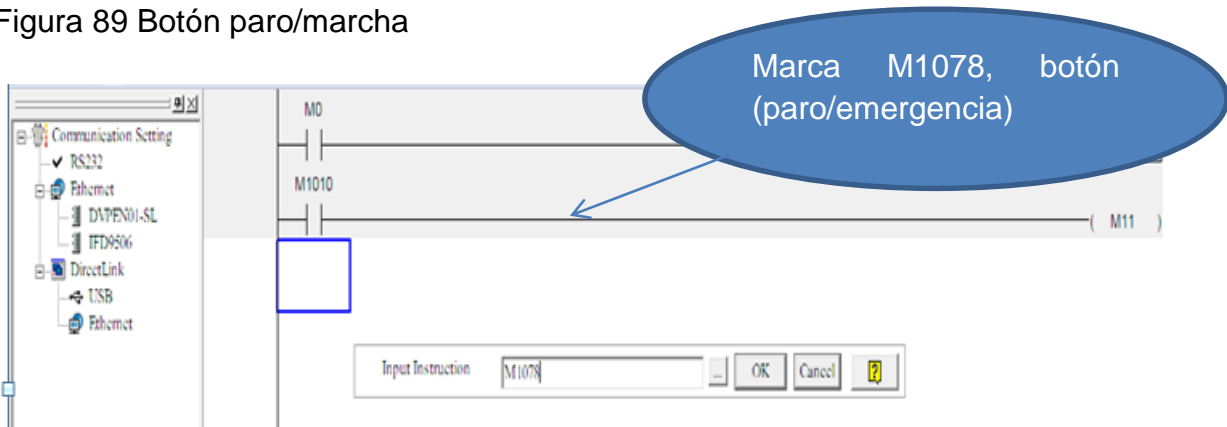 Figura 89 Botón paro/marcha
Marca M1078, botón
(paro/emergencia)
Communication Setting
RS232
Ethernet
DVPEN01-SL
IFD9506
DirectLink
USB
Ethernet
M0
M1010
( M11 )
Input Instruction M1078 ... OK Cancel ?